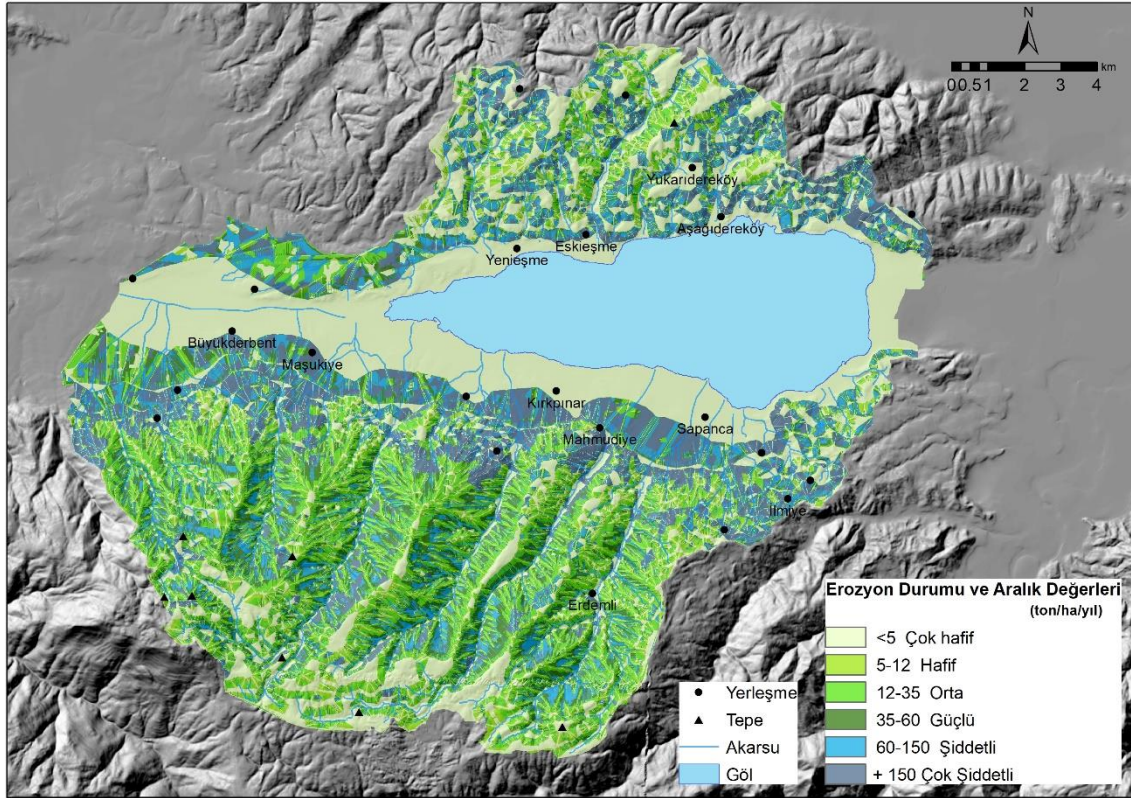 N
km
0 0.5 1 2 3 4
Yukarıdereköy
Aşağıdereköy
Eskieşme
Yenieşme
Büyükderbent
Maşukiye
Kırkpınar
Sapanca
Mahmudiye
İlmiye
Erdemli
Erozyon Durumu ve Aralık Değerleri
(ton/ha/yıl)
<5 Çok hafif
5-12 Hafif
12-35 Orta
35-60 Güçlü
60-150 Şiddetli
+ 150 Çok Şiddetli
Yerleşme
Tepe
Akarsu
Göl